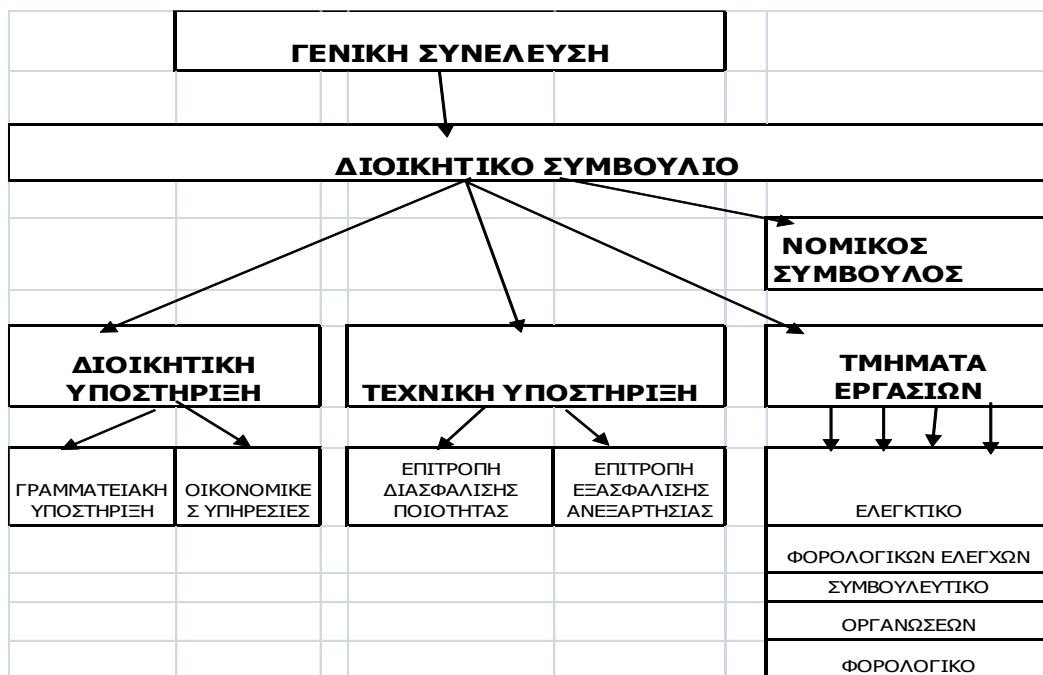 ΓΕΝΙΚΗ ΣΥΝΕΛΕΥΣΗ
ΔΙΟΙΚΗΤΙΚΟ ΣΥΜΒΟΥΛΙΟ
ΝΟΜΙΚΟΣ
ΣΥΜΒΟΥΛΟΣ
ΔΙΟΙΚΗΤΙΚΗ
ΥΠΟΣΤΗΡΙΞΗ
ΤΕΧΝΙΚΗ ΥΠΟΣΤΗΡΙΞΗ
ΤΜΗΜΑΤΑ
ΕΡΓΑΣΙΩΝ
ΓΡΑΜΜΑΤΕΙΑΚΗ
ΥΠΟΣΤΗΡΙΞΗ
ΟΙΚΟΝΟΜΙΚΕ
Σ ΥΠΗΡΕΣΙΕΣ
ΕΠΙΤΡΟΠΗ
ΔΙΑΣΦΑΛΙΣΗΣ
ΠΟΙΟΤΗΤΑΣ
ΕΠΙΤΡΟΠΗ
ΕΞΑΣΦΑΛΙΣΗΣ
ΑΝΕΞΑΡΤΗΣΙΑΣ
ΕΛΕΓΚΤΙΚΟ
ΦΟΡΟΛΟΓΙΚΩΝ ΕΛΕΓΧΩΝ
ΣΥΜΒΟΥΛΕΥΤΙΚΟ
ΟΡΓΑΝΩΣΕΩΝ
ΦΟΡΟΛΟΓΙΚΟ